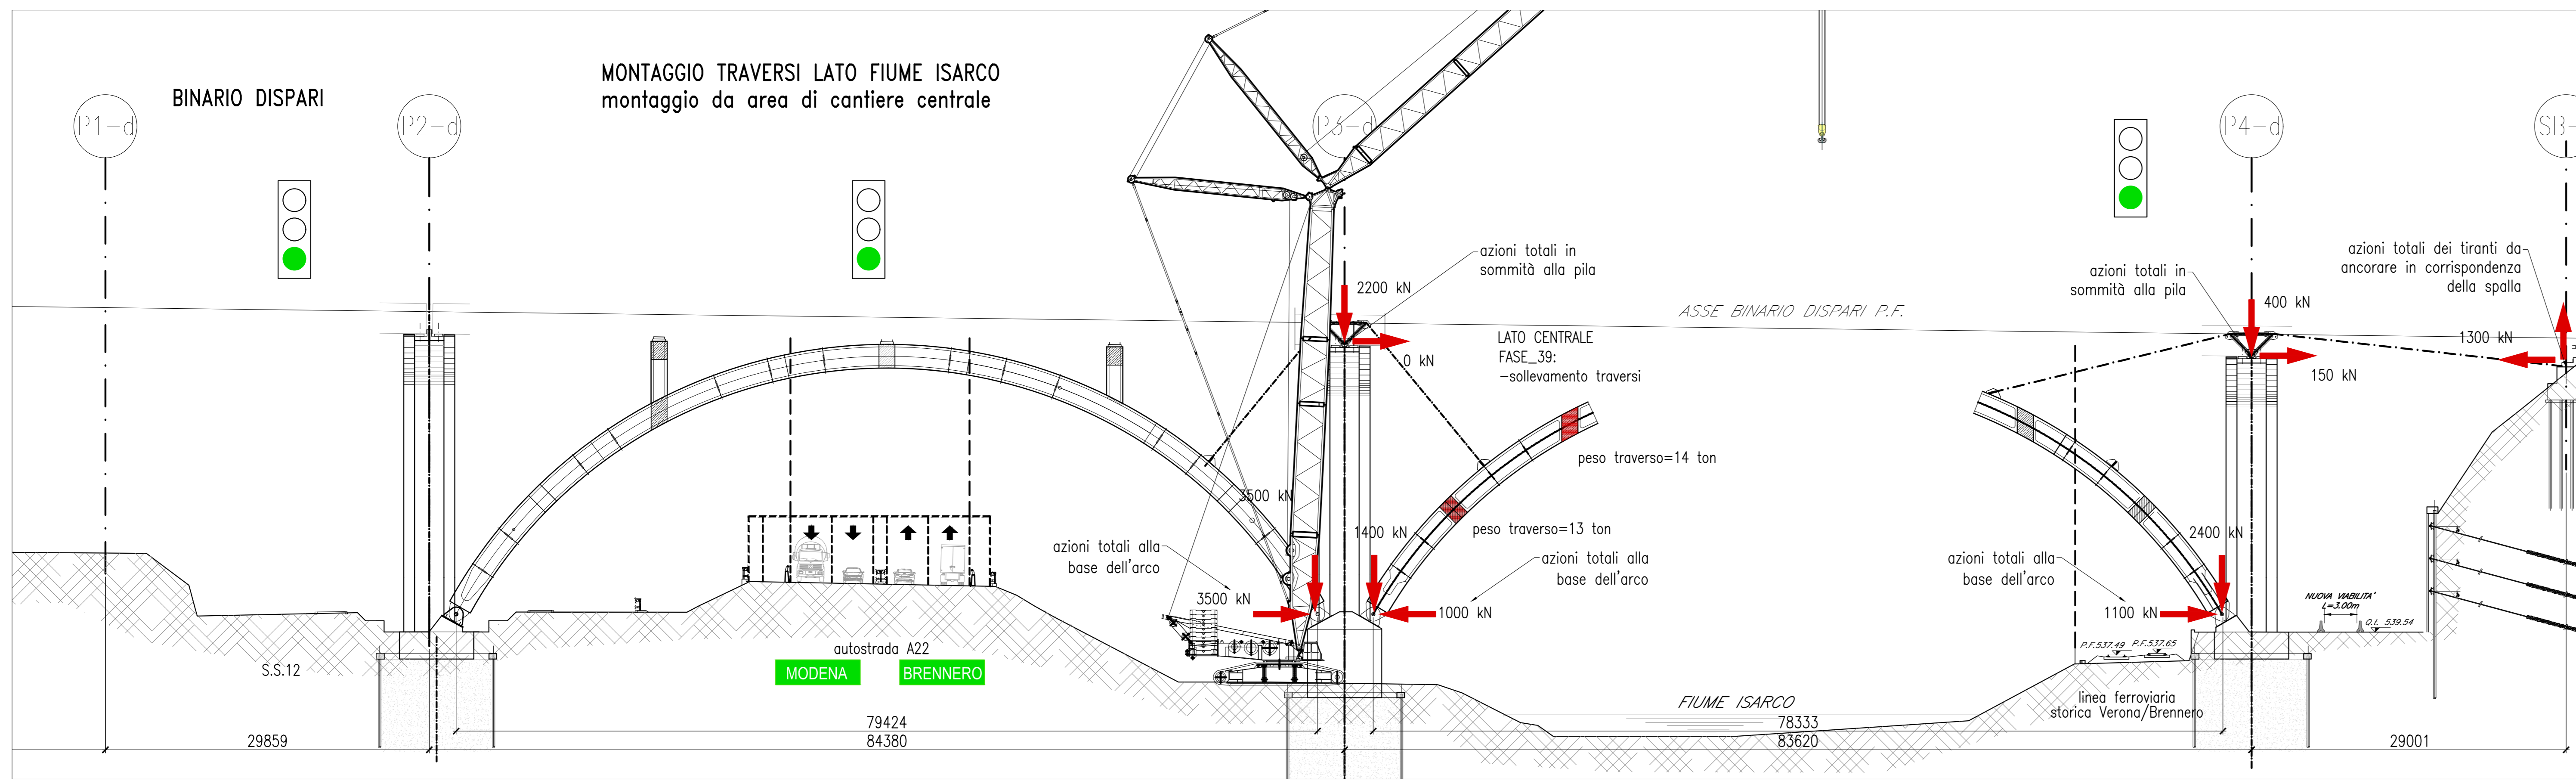 MONTAGGIO TRAVERSI LATO FIUME ISARCO
montaggio da area di cantiere centrale
BINARIO DISPARI
P1-d
P2-d
P3-d
P4-d
SB-
azioni totali in
sommità alla pila
2200 kN
0 kN
ASSE BINARIO DISPARI P.F.
LATO CENTRALE
FASE_39:
-sollevamento traversi
azioni totali in
sommità alla pila
400 kN
150 kN
azioni totali dei tiranti da
ancorare in corrispondenza
della spalla
1300 kN
peso traverso=14 ton
peso traverso=13 ton
3500 kN
1400 kN
2400 kN
azioni totali alla
base dell'arco
3500 kN
azioni totali alla
base dell'arco
1000 kN
azioni totali alla
base dell'arco
1100 kN
NUOVA VIABILITA'
L=3.00m
Q.t. 539.54
P.F.537.49
P.F.537.65
S.S.12
autostrada A22
MODENA
BRENNERO
FIUME ISARCO
linea ferroviaria
storica Verona/Brennero
79424
78333
29859
84380
83620
29001